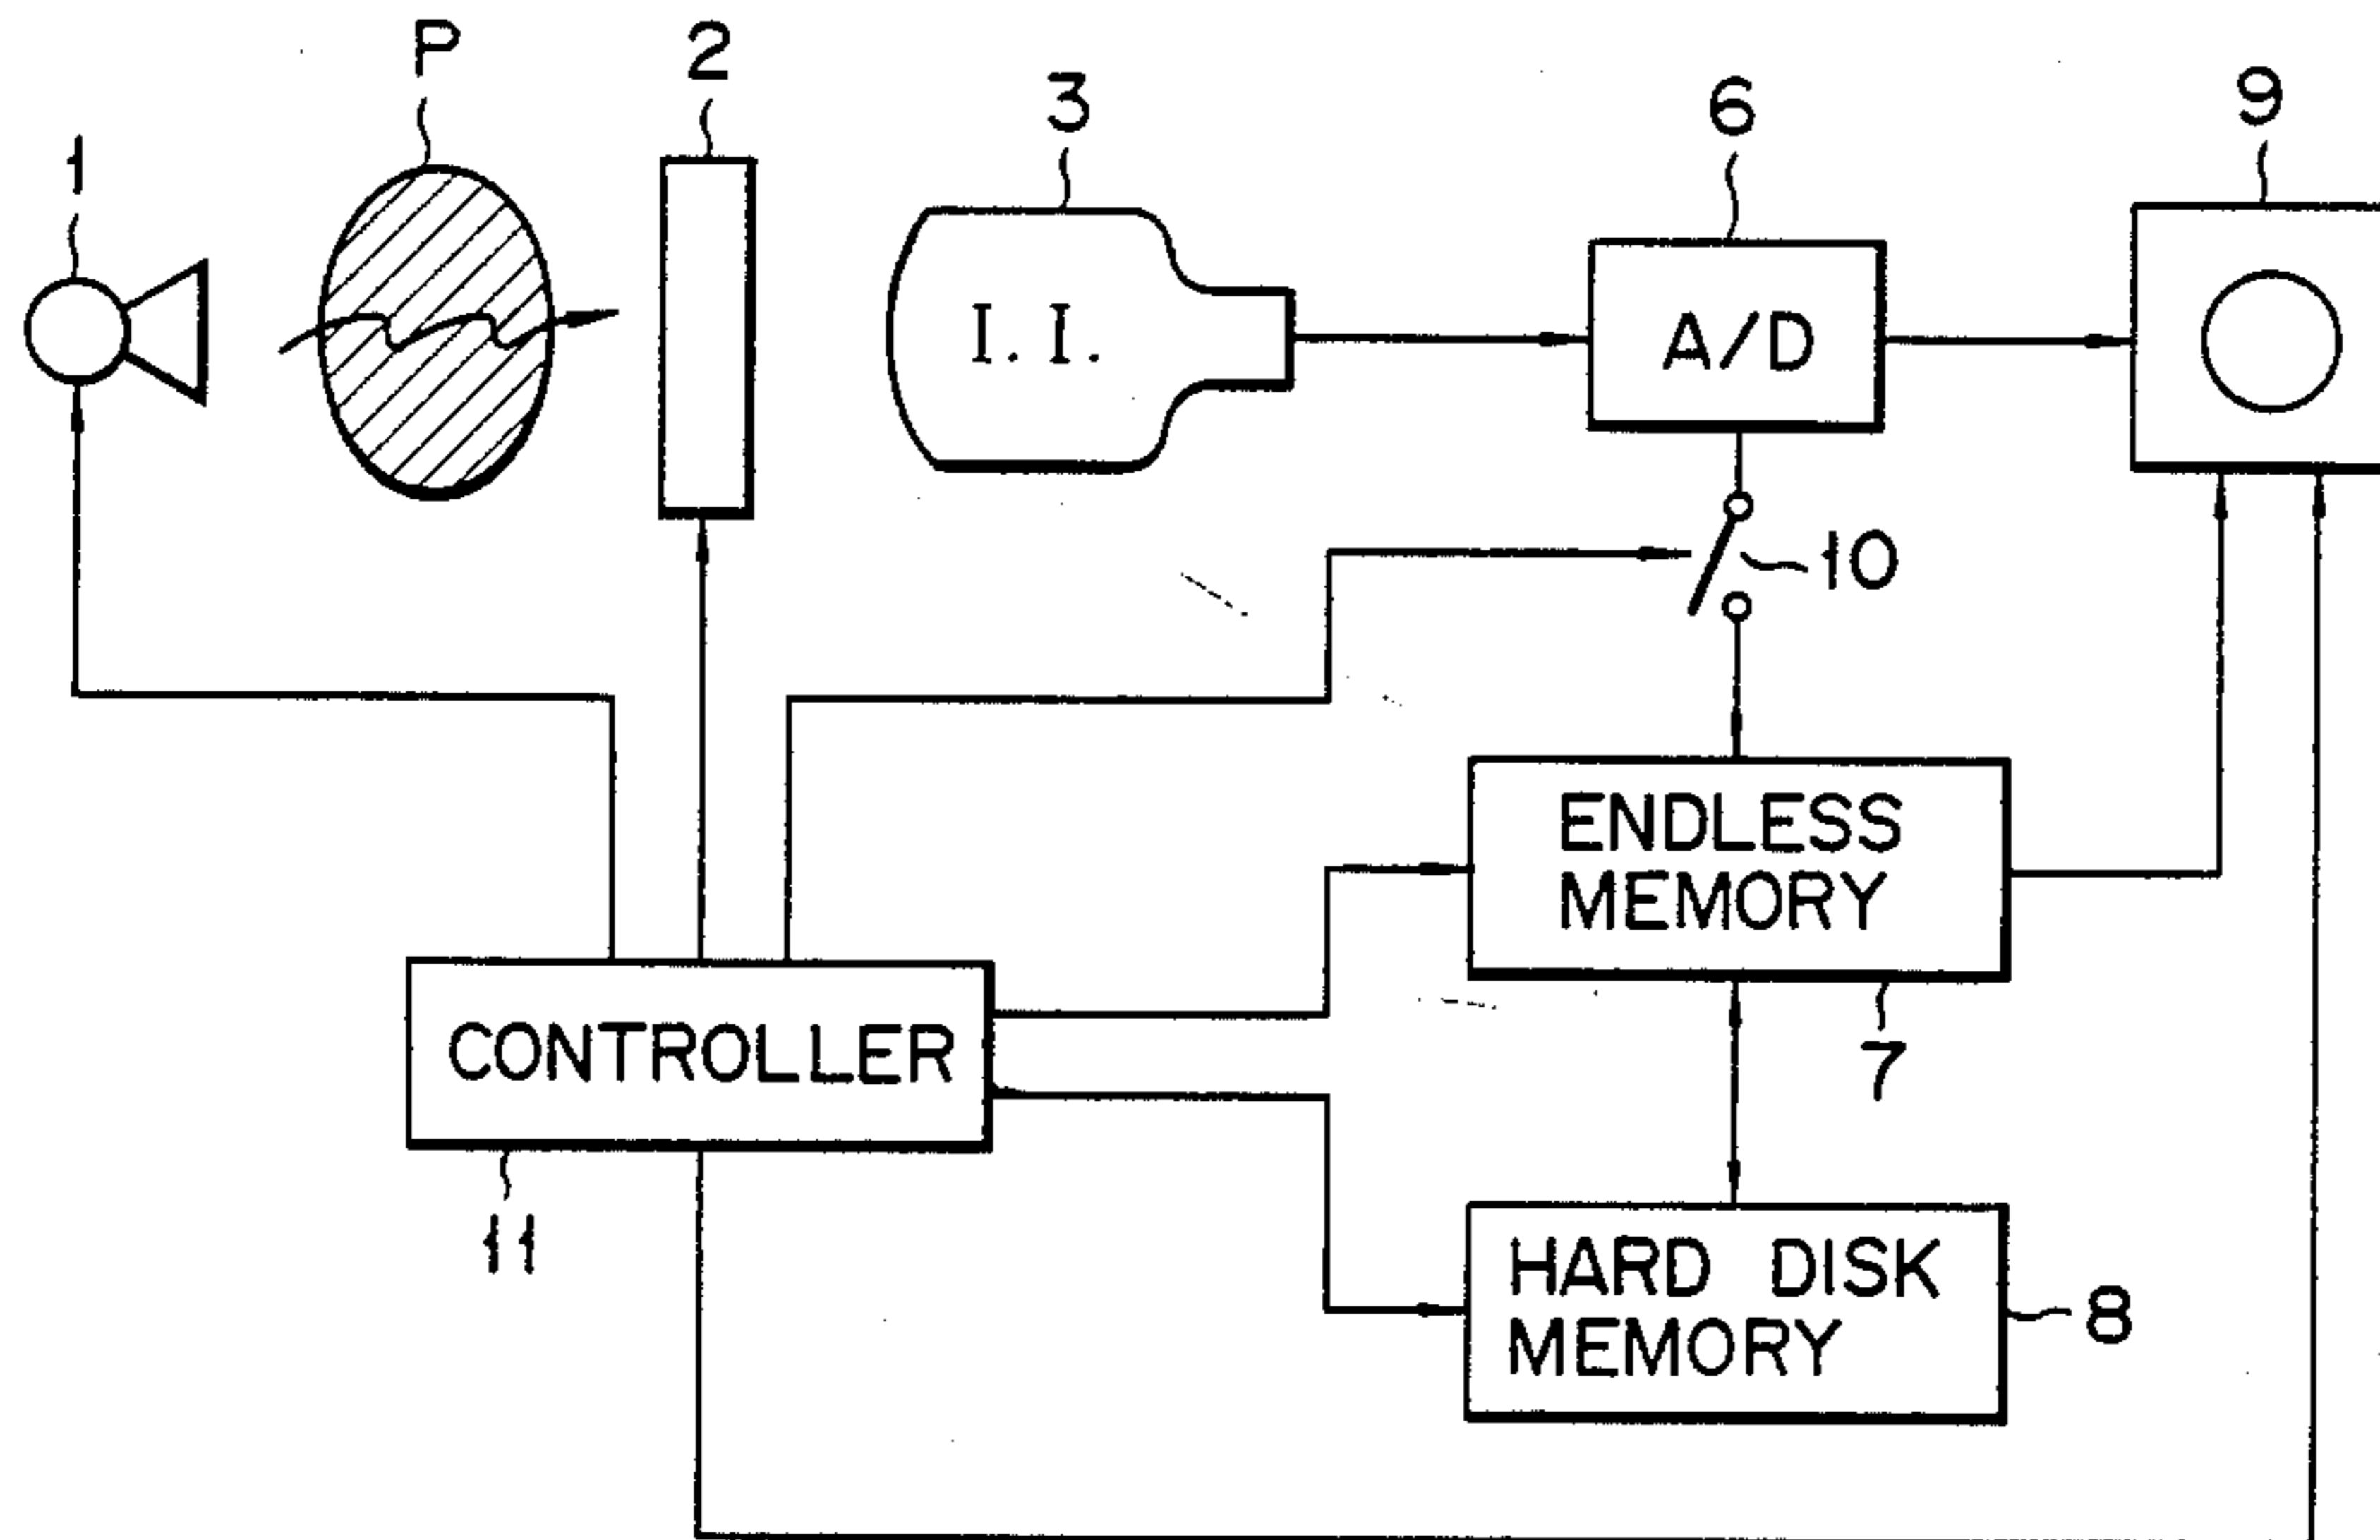 P
2
3
6
9
1
I. I.
A/D
10
ENDLESS
MEMORY
CONTROLLER
7
11
HARD DISK
MEMORY
8